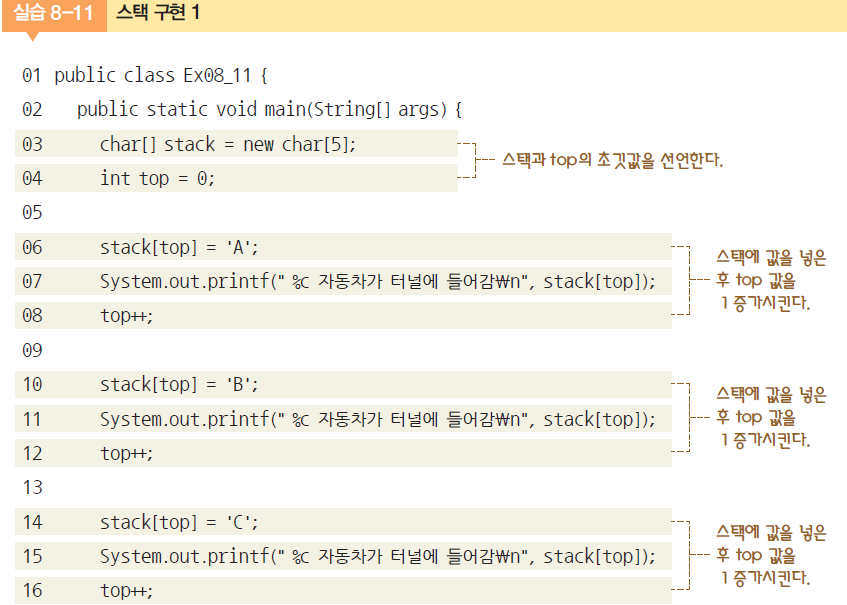 실습 8-11 스택 구현 1
01 public class Ex08_11 {
02 public static void main(String[] args) {
03 char[] stack = new char[5];
04 int top = 0;
스택과 top의 초깃값을 선언한다.
05
06 stack[top] = 'A';
07 System.out.printf(" %c 자동차가 터널에 들어감₩n", stack[top]);
08 top++;
스택에 값을 넣은
후 top 값을
1 증가시킨다.
09
10 stack[top] = 'B';
11 System.out.printf(" %c 자동차가 터널에 들어감₩n", stack[top]);
12 top++;
스택에 값을 넣은
후 top 값을
1 증가시킨다.
13
14 stack[top] = 'C';
15 System.out.printf(" %c 자동차가 터널에 들어감₩n", stack[top]);
16 top++;
스택에 값을 넣은
후 top 값을
1 증가시킨다.